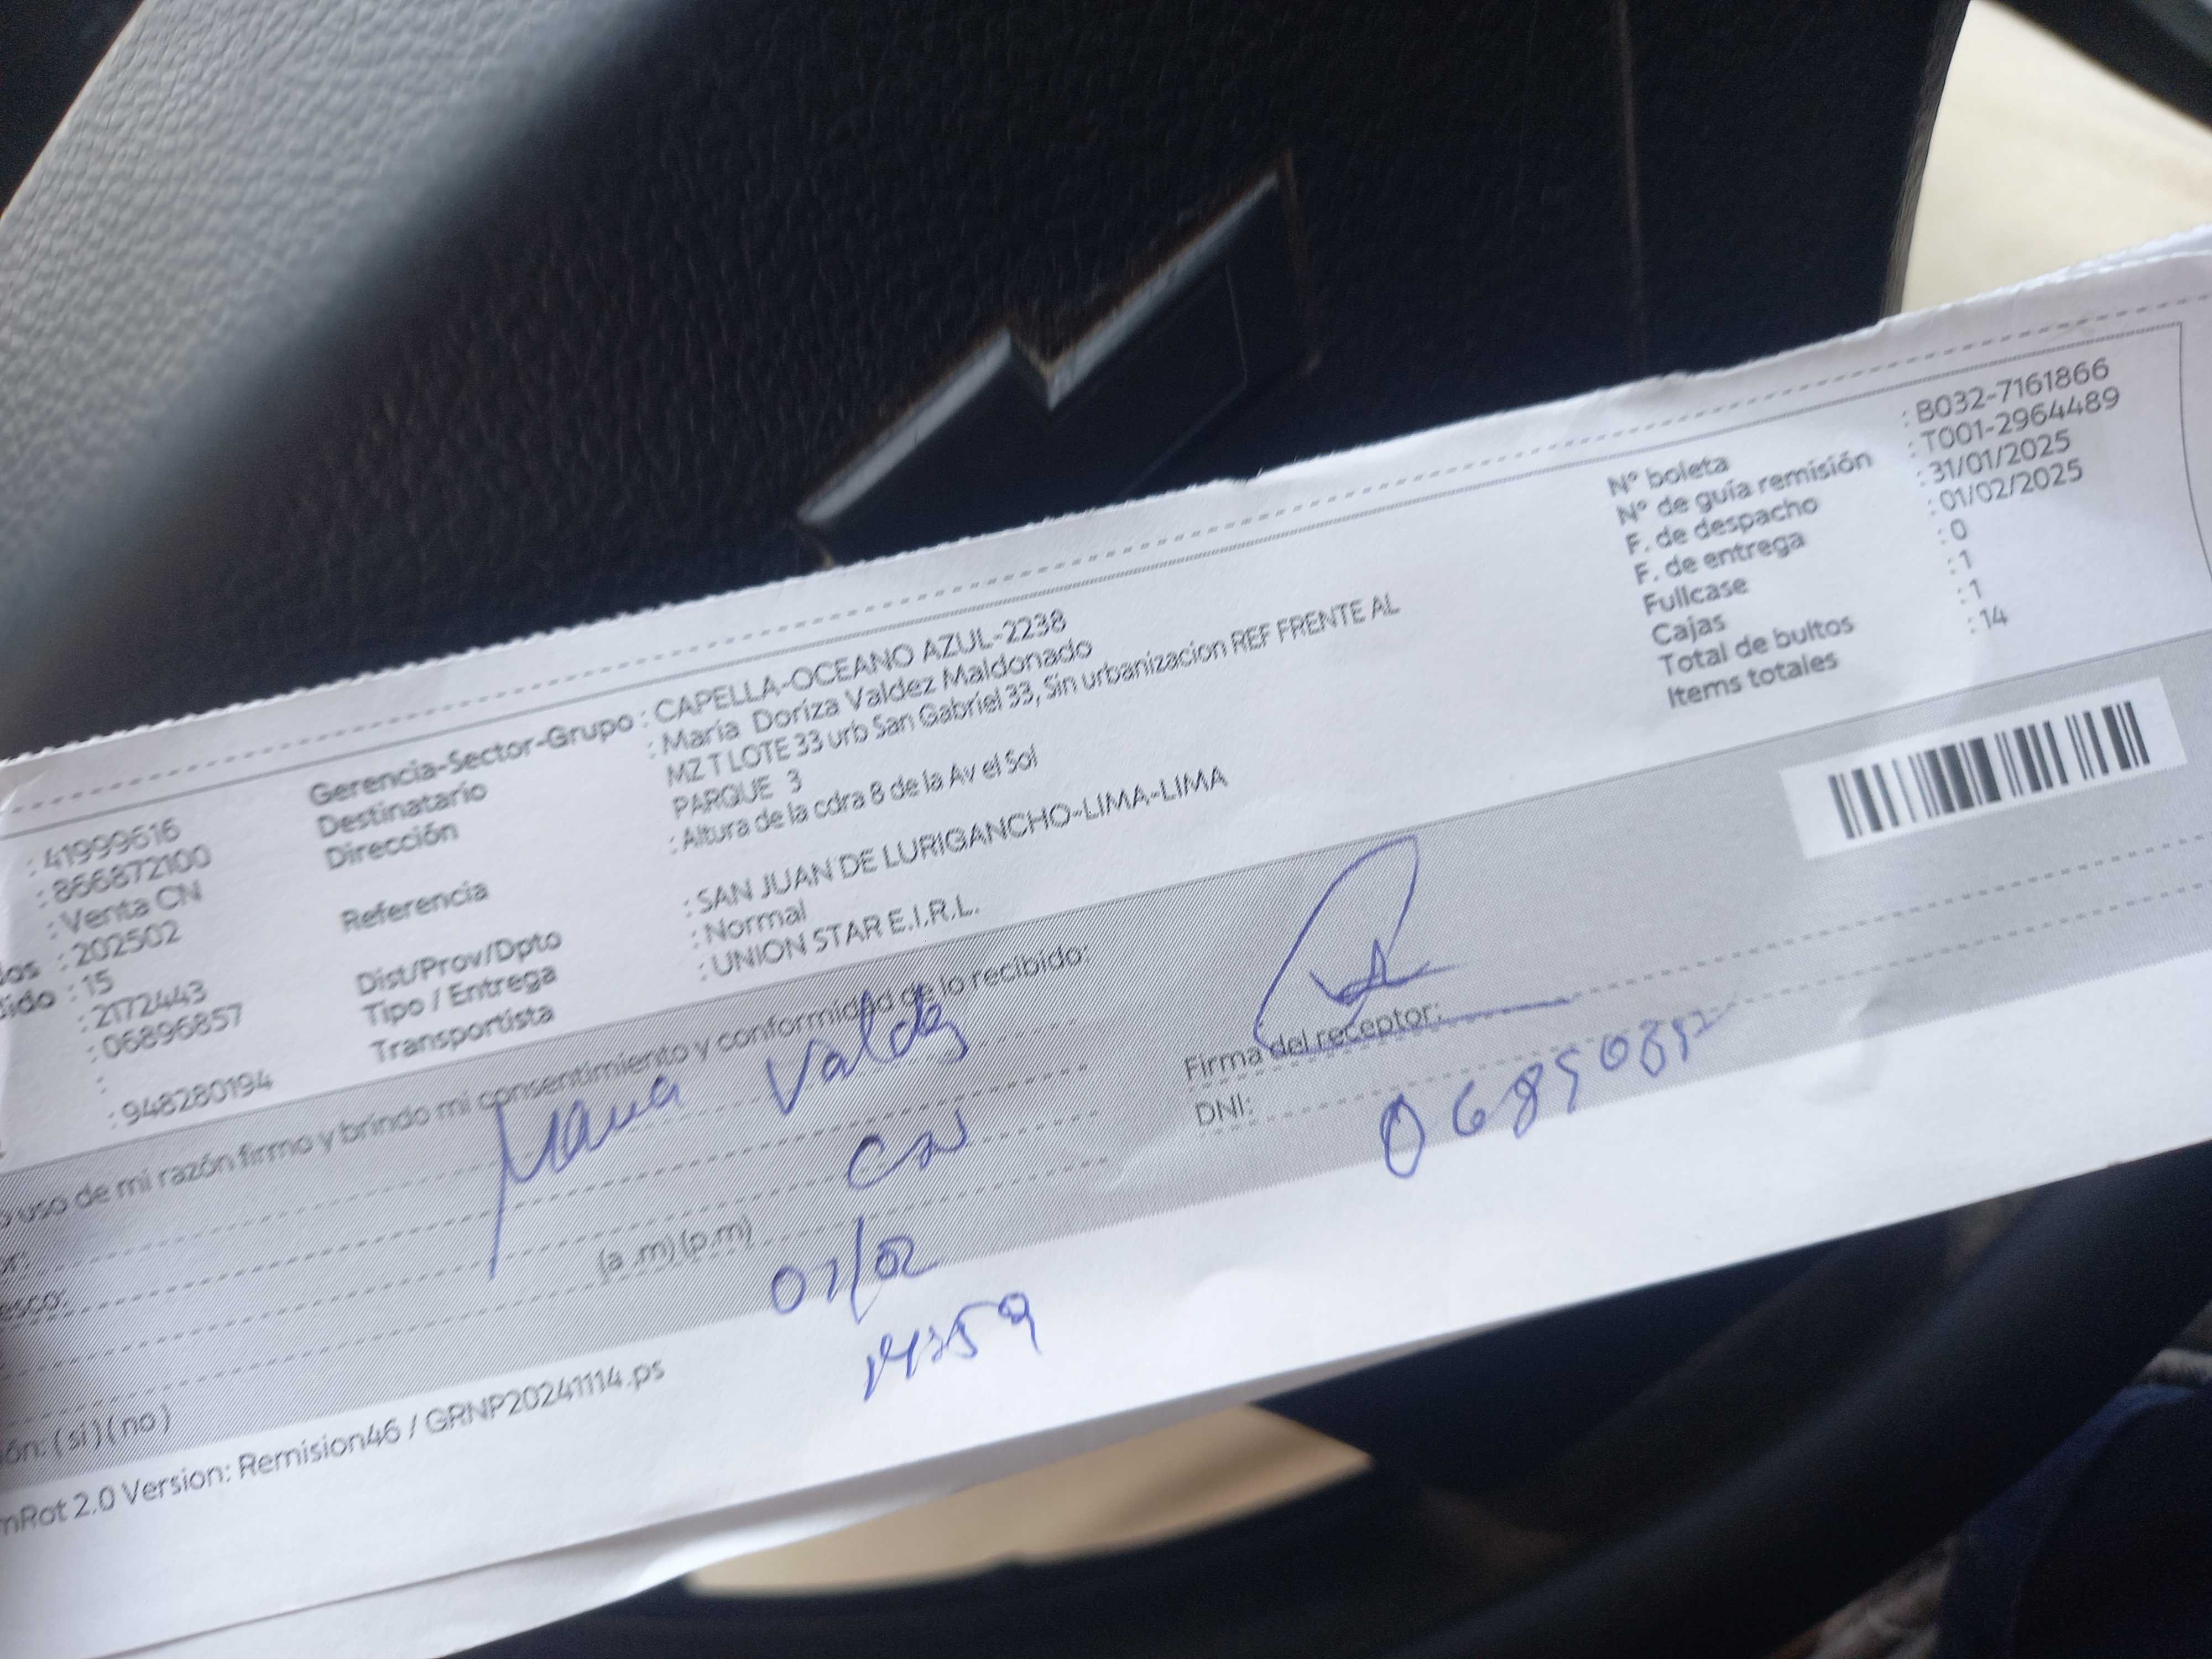 : 41999616
: 866872100
: Venta CN
: 202502
: 15
: 2172443
: 06896857
:
: 948280194
Gerencia-Sector-Grupo : CAPELLA-OCEANO AZUL-2238
Destinatario : Maria Doriza Valdez Maldonado
Dirección MZ T LOTE 33 urb San Gabriel 33, Sin urbanizacion REF FRENTE AL
PARQUE 3
Referencia : Altura de la cdra 8 de la Av el Sol
Dist/Prov/Dpto : SAN JUAN DE LURIGANCHO-LIMA-LIMA
Tipo / Entrega : Normal
Transportista : UNION STAR E.I.R.L.
N° boleta : B032-7161866
N° de guía remisión : T001-2964489
F. de despacho : 31/01/2025
F. de entrega : 01/02/2025
Fullcase : 0
Cajas : 1
Total de bultos : 1
Items totales : 14
uso de mi razón firmo y brindo mi consentimiento y conformidad de lo recibido:
Maria Valdez
CN
(a .m) (p.m)
01/02
14:59
Firma del receptor:
DNI:
(si) (no)
2.0 Version: Remision46 / GRNP20241114.ps